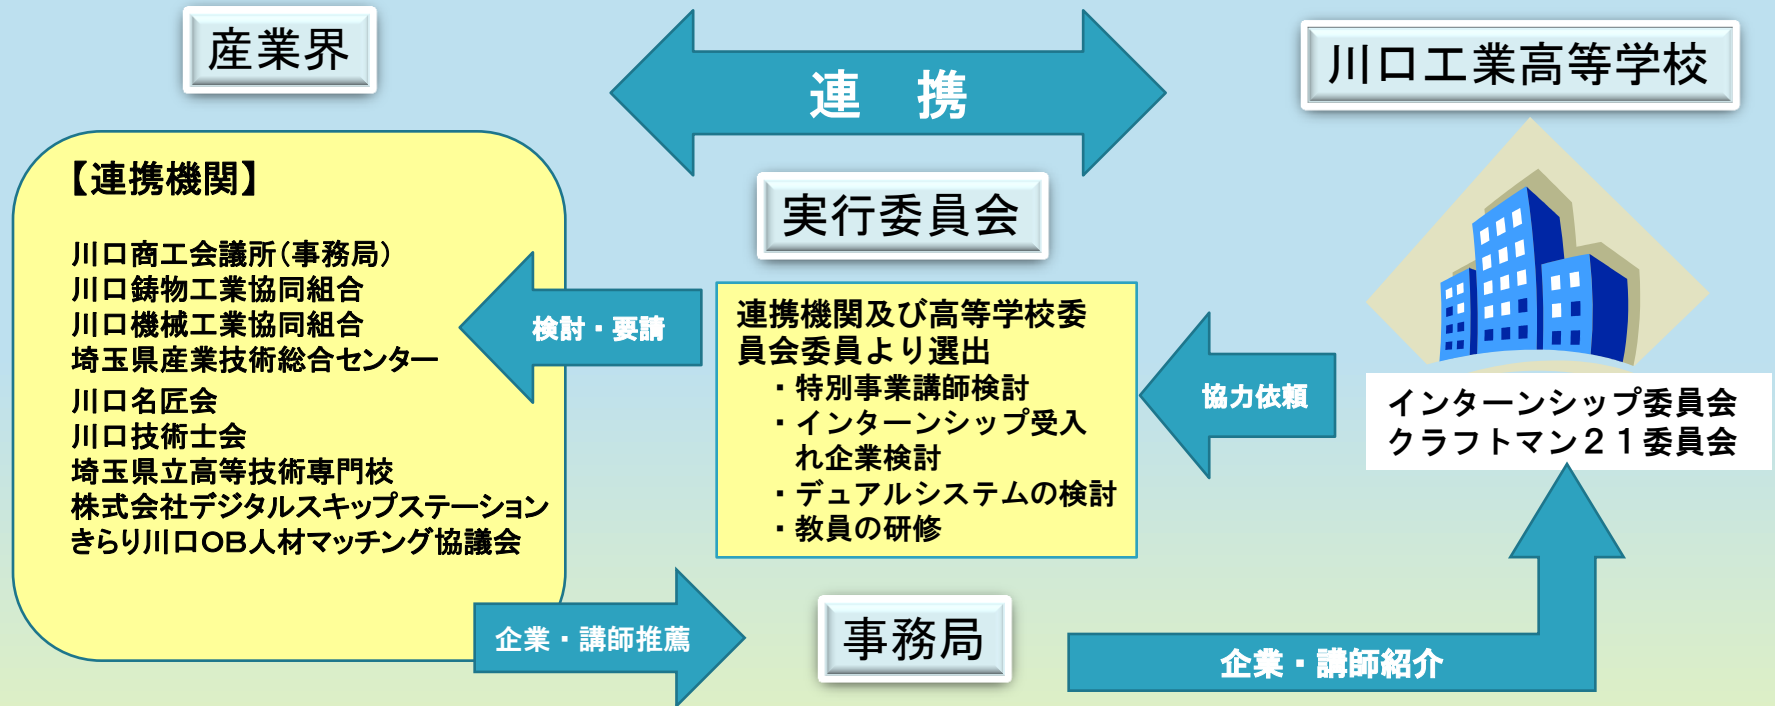 産業界
連　携
川口工業高等学校
【連携機関】
川口商工会議所（事務局）
川口鋳物工業協同組合
川口機械工業協同組合
埼玉県産業技術総合センター
川口名匠会
川口技術士会
埼玉県立高等技術専門校
株式会社デジタルスキップステーション
きらり川口ＯＢ人材マッチング協議会
検討・要請
実行委員会
連携機関及び高等学校委
員会委員より選出
・特別事業講師検討
・インターンシップ受入
れ企業検討
・デュアルシステムの検討
・教員の研修
協力依頼
インターンシップ委員会
クラフトマン２１委員会
企業・講師推薦
事務局
企業・講師紹介